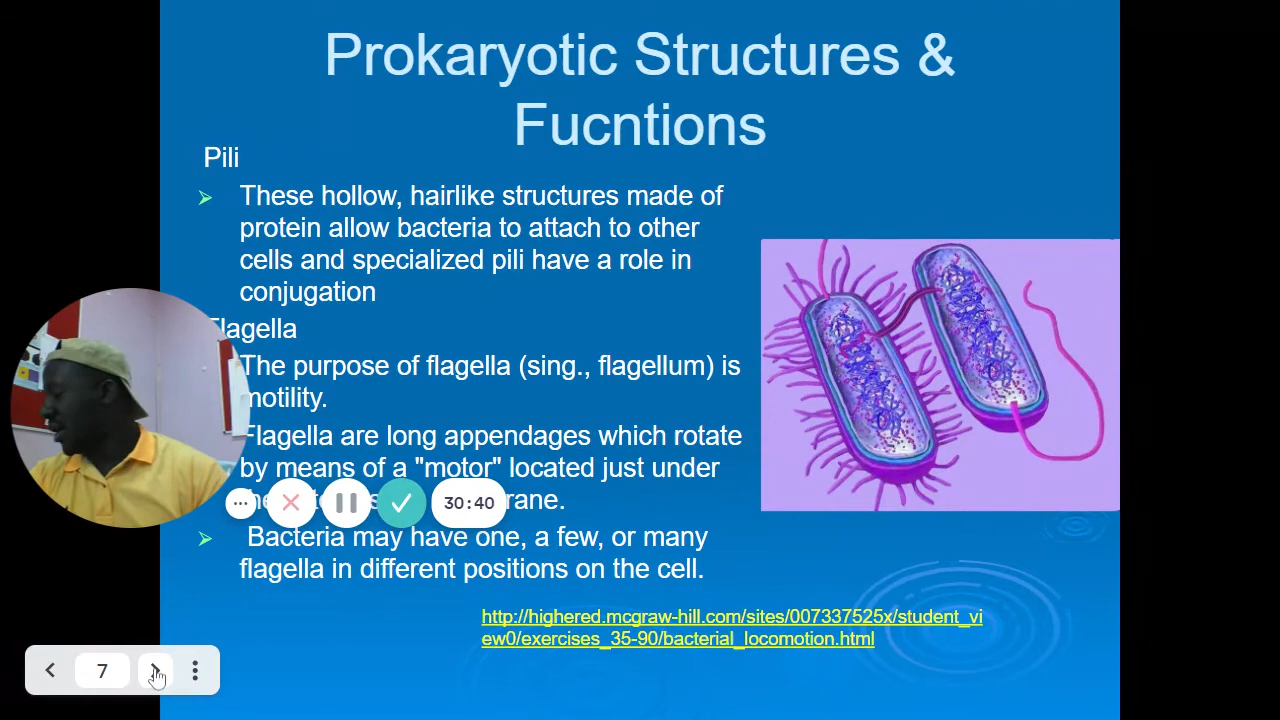 Prokaryotic Structures &
Fucntions
Pili
These hollow, hairlike structures made of
protein allow bacteria to attach to other
cells and specialized pili have a role in
conjugation
Flagella
The purpose of flagella (sing., flagellum) is
motility.
Flagella are long appendages which rotate
by means of a "motor" located just under
30:40
Bacteria may have one, a few, or many
flagella in different positions on the cell.
http://highered.mcgraw-hill.com/sites/007337525x/student_vi
ew0/exercises_35-90/bacterial_locomotion.html
7